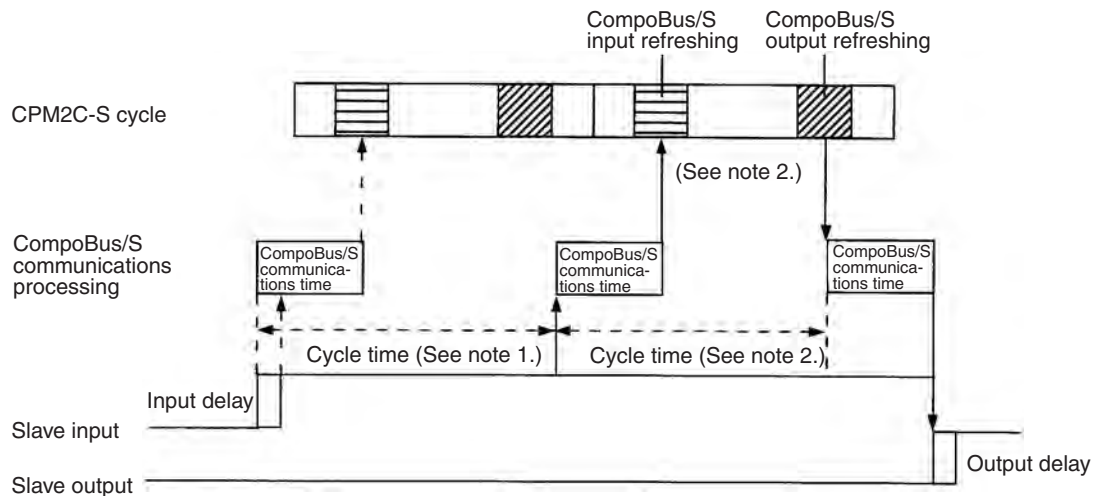 CompoBus/S
input refreshing
CompoBus/S
output refreshing
CPM2C-S cycle
(See note 2.)
CompoBus/S
communications
processing
CompoBus/S
communica-
tions time
CompoBus/S
communica-
tions time
CompoBus/S
communica-
tions time
Cycle time (See note 1.)
Cycle time (See note 2.)
Input delay
Slave input
Output delay
Slave output